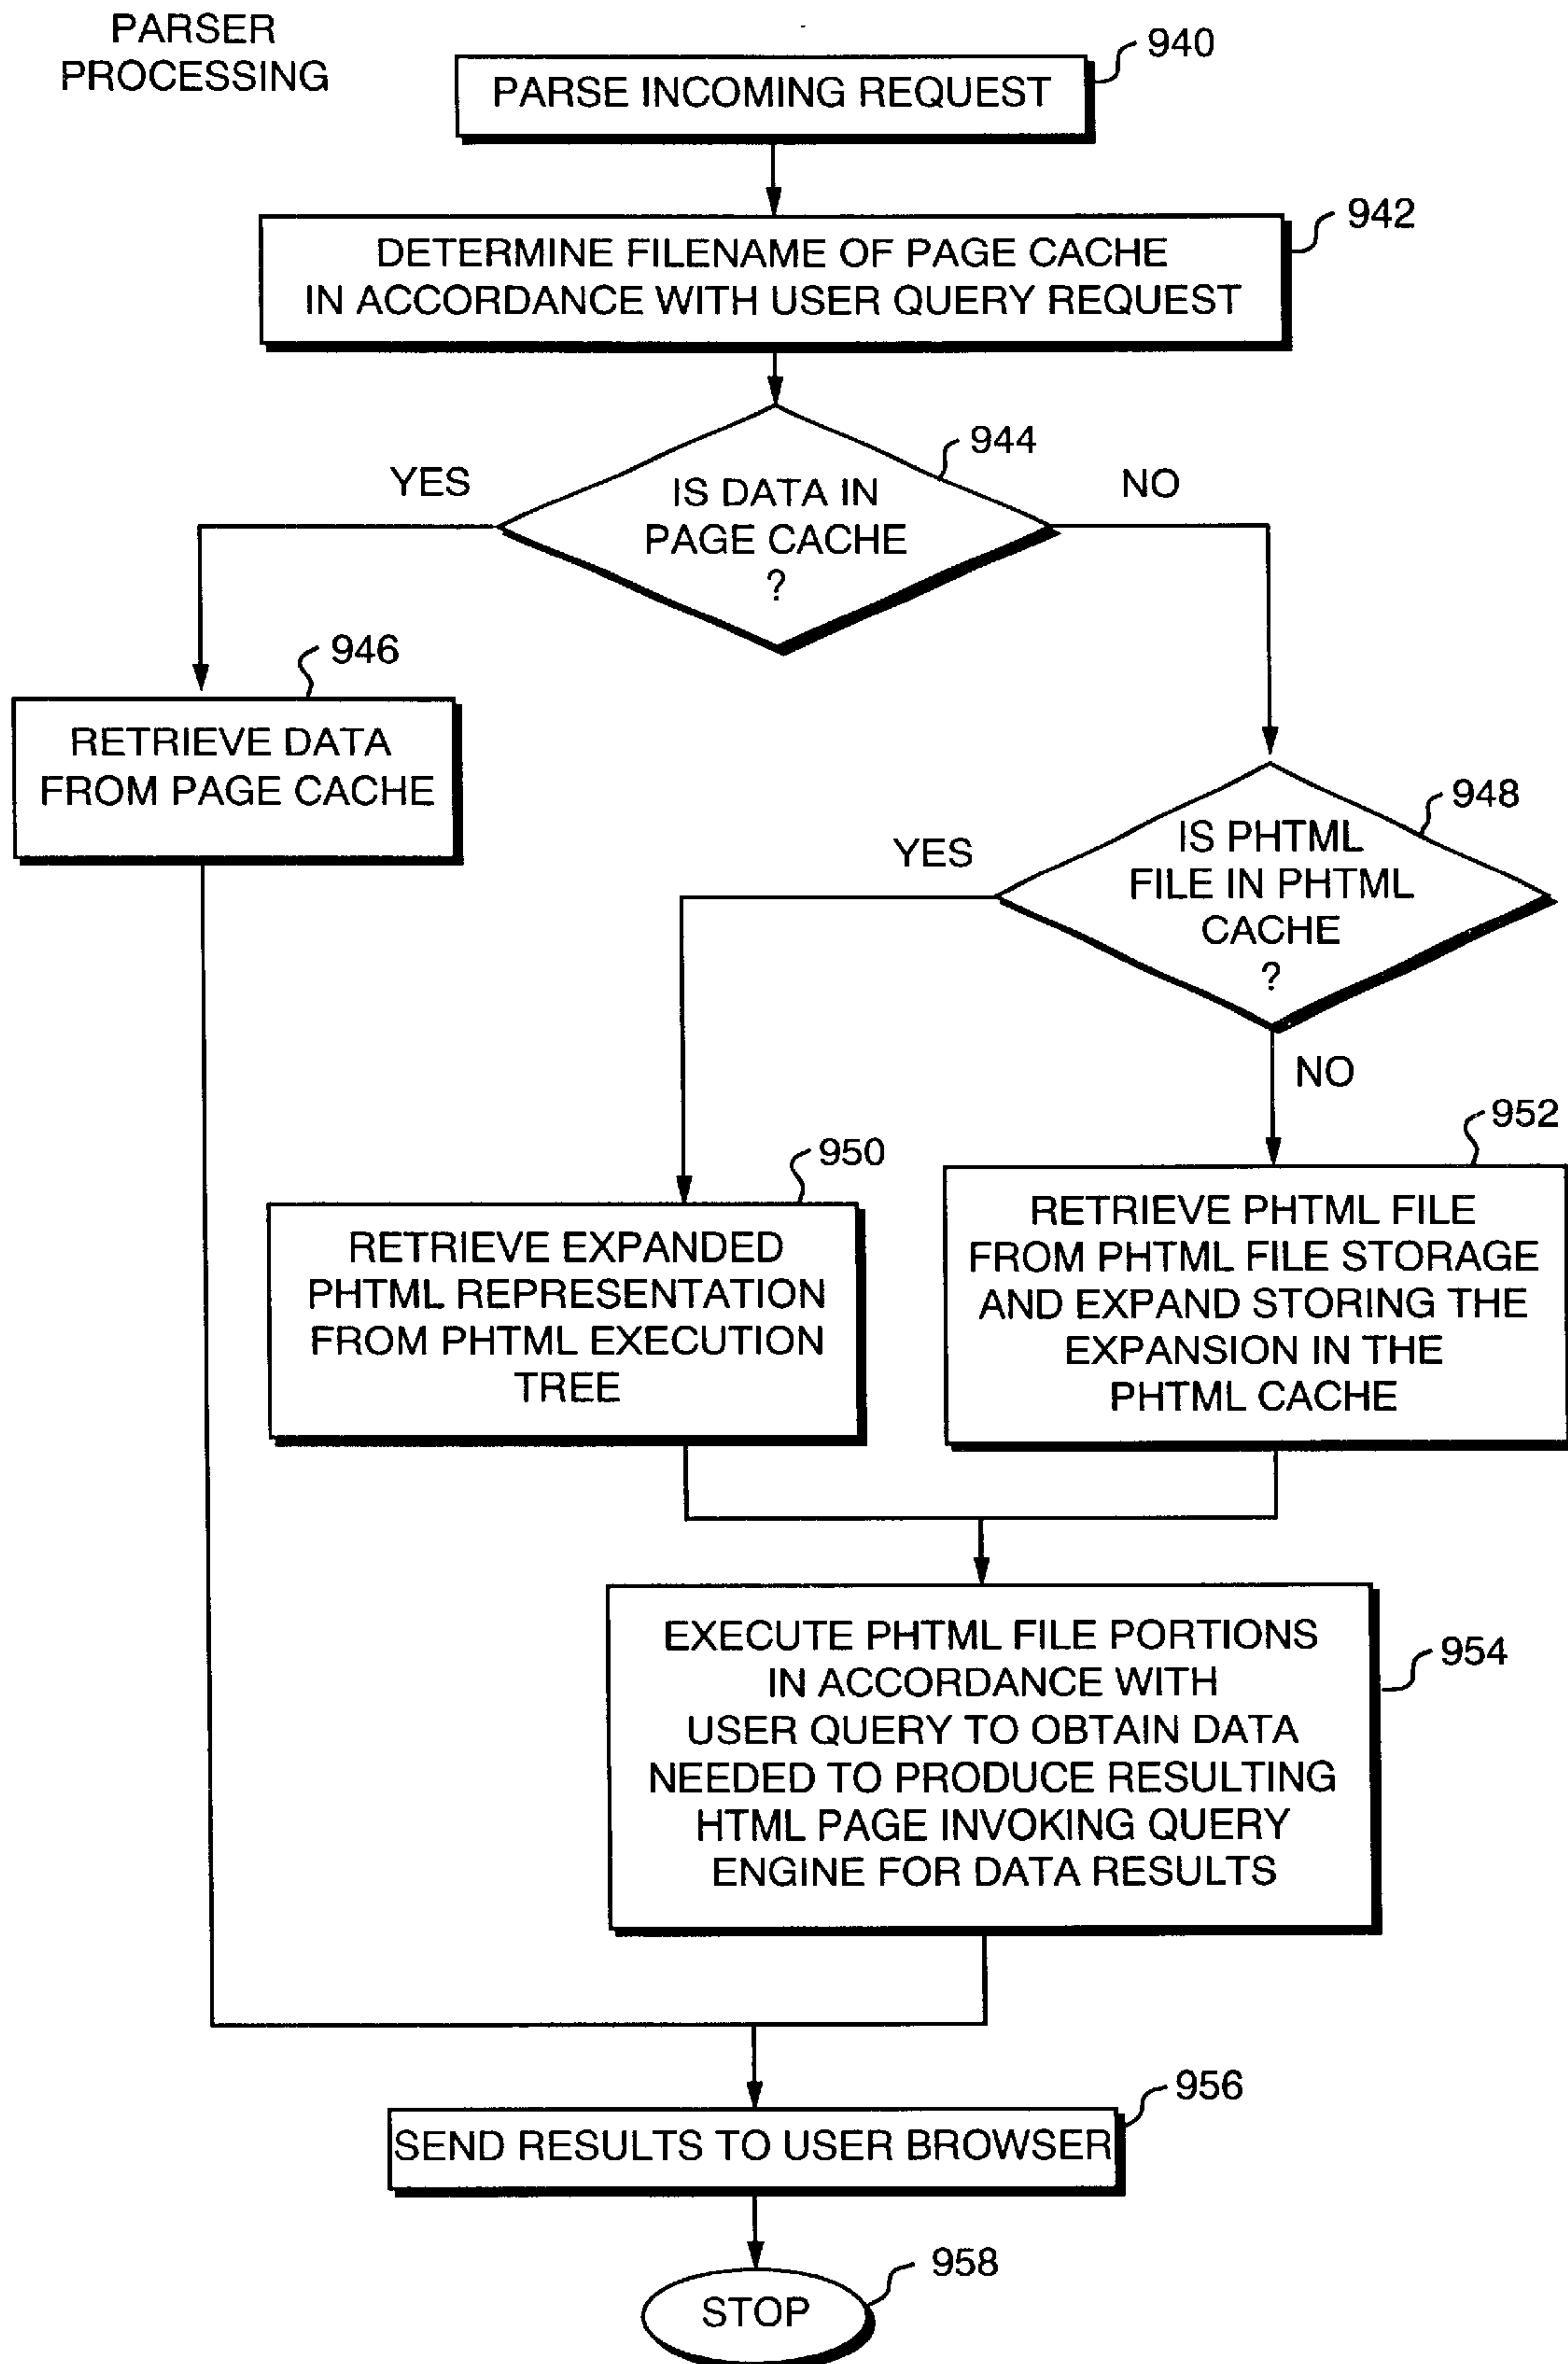 PARSER
PROCESSING
940
PARSE INCOMING REQUEST
942
DETERMINE FILENAME OF PAGE CACHE
IN ACCORDANCE WITH USER QUERY REQUEST
944
YES
IS DATA IN
PAGE CACHE
?
NO
946
RETRIEVE DATA
FROM PAGE CACHE
948
YES
IS PHTML
FILE IN PHTML
CACHE
?
NO
950
RETRIEVE EXPANDED
PHTML REPRESENTATION
FROM PHTML EXECUTION
TREE
952
RETRIEVE PHTML FILE
FROM PHTML FILE STORAGE
AND EXPAND STORING THE
EXPANSION IN THE
PHTML CACHE
954
EXECUTE PHTML FILE PORTIONS
IN ACCORDANCE WITH
USER QUERY TO OBTAIN DATA
NEEDED TO PRODUCE RESULTING
HTML PAGE INVOKING QUERY
ENGINE FOR DATA RESULTS
956
SEND RESULTS TO USER BROWSER
958
STOP